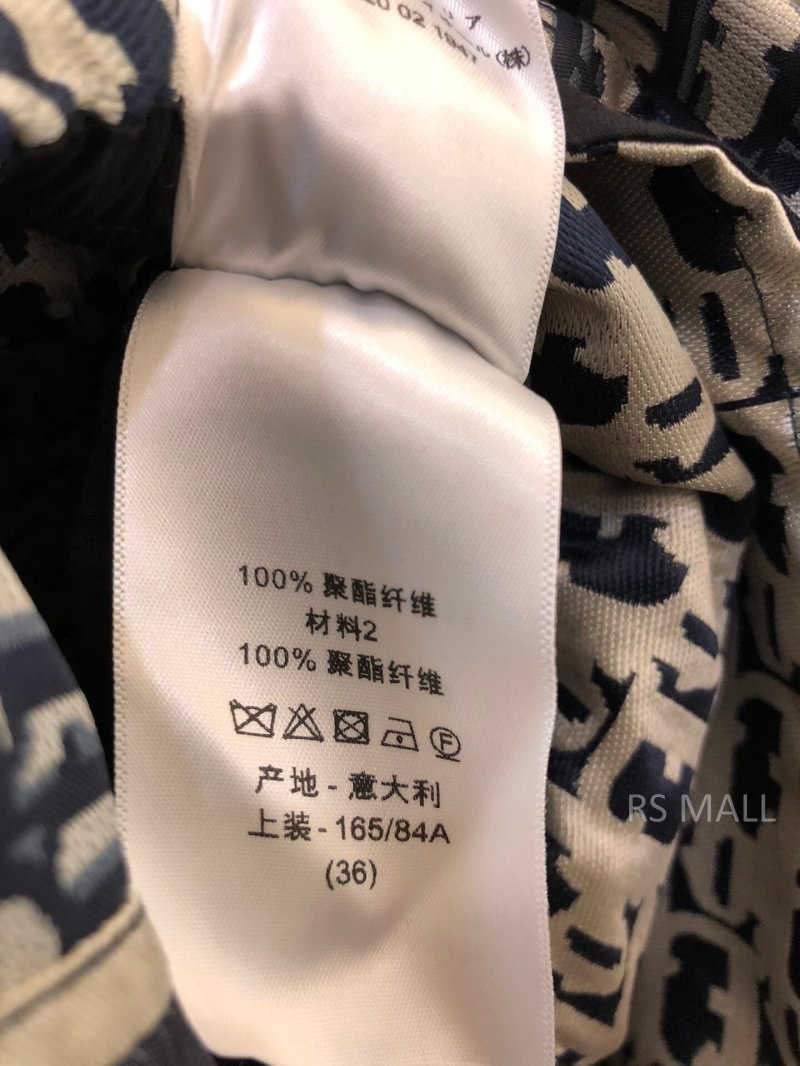 (株)
100% 聚酯纤维
材料2
100% 聚酯纤维
产地 - 意大利
上装 - 165/84A
(36)
RS MALL